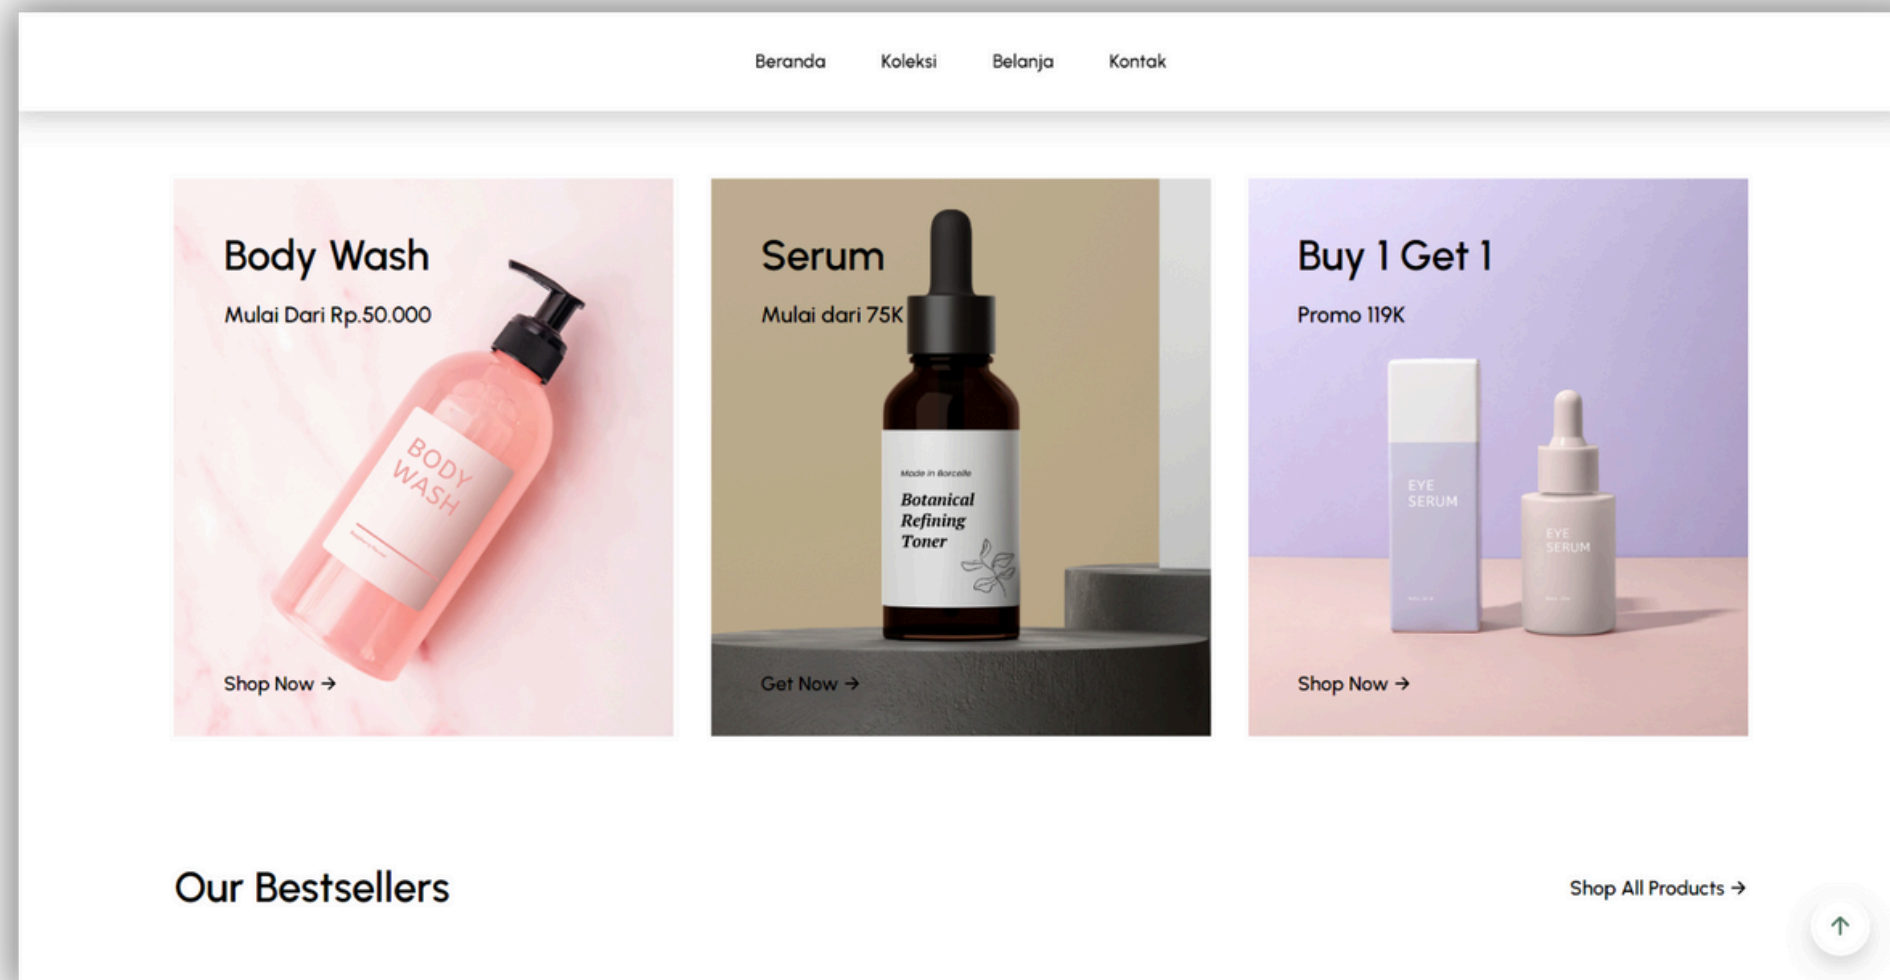 Beranda Koleksi Belanja Kontak
Body Wash
Mulai Dari Rp.50.000
BODY
WASH
Shop Now →
Serum
Mulai dari 75K
Made in Borcelle
Botanical
Refining
Toner
Get Now →
Buy 1 Get 1
Promo 119K
EYE
SERUM
EYE
SERUM
Shop Now →
Our Bestsellers
Shop All Products →